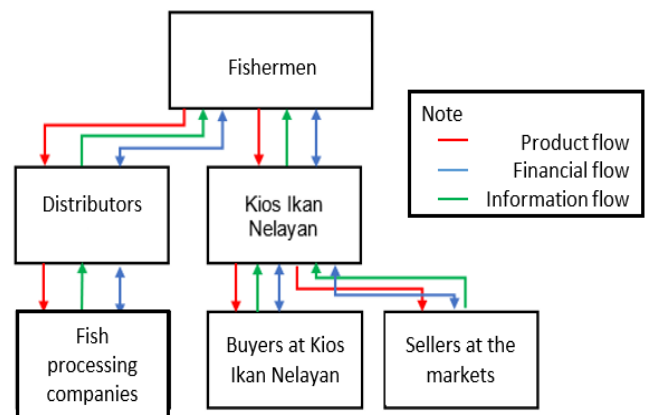 Fishermen
Note
Product flow
Financial flow
Information flow
Distributors
Kios Ikan
Nelayan
Fish
processing
companies
Buyers at Kios
Ikan Nelayan
Sellers at the
markets